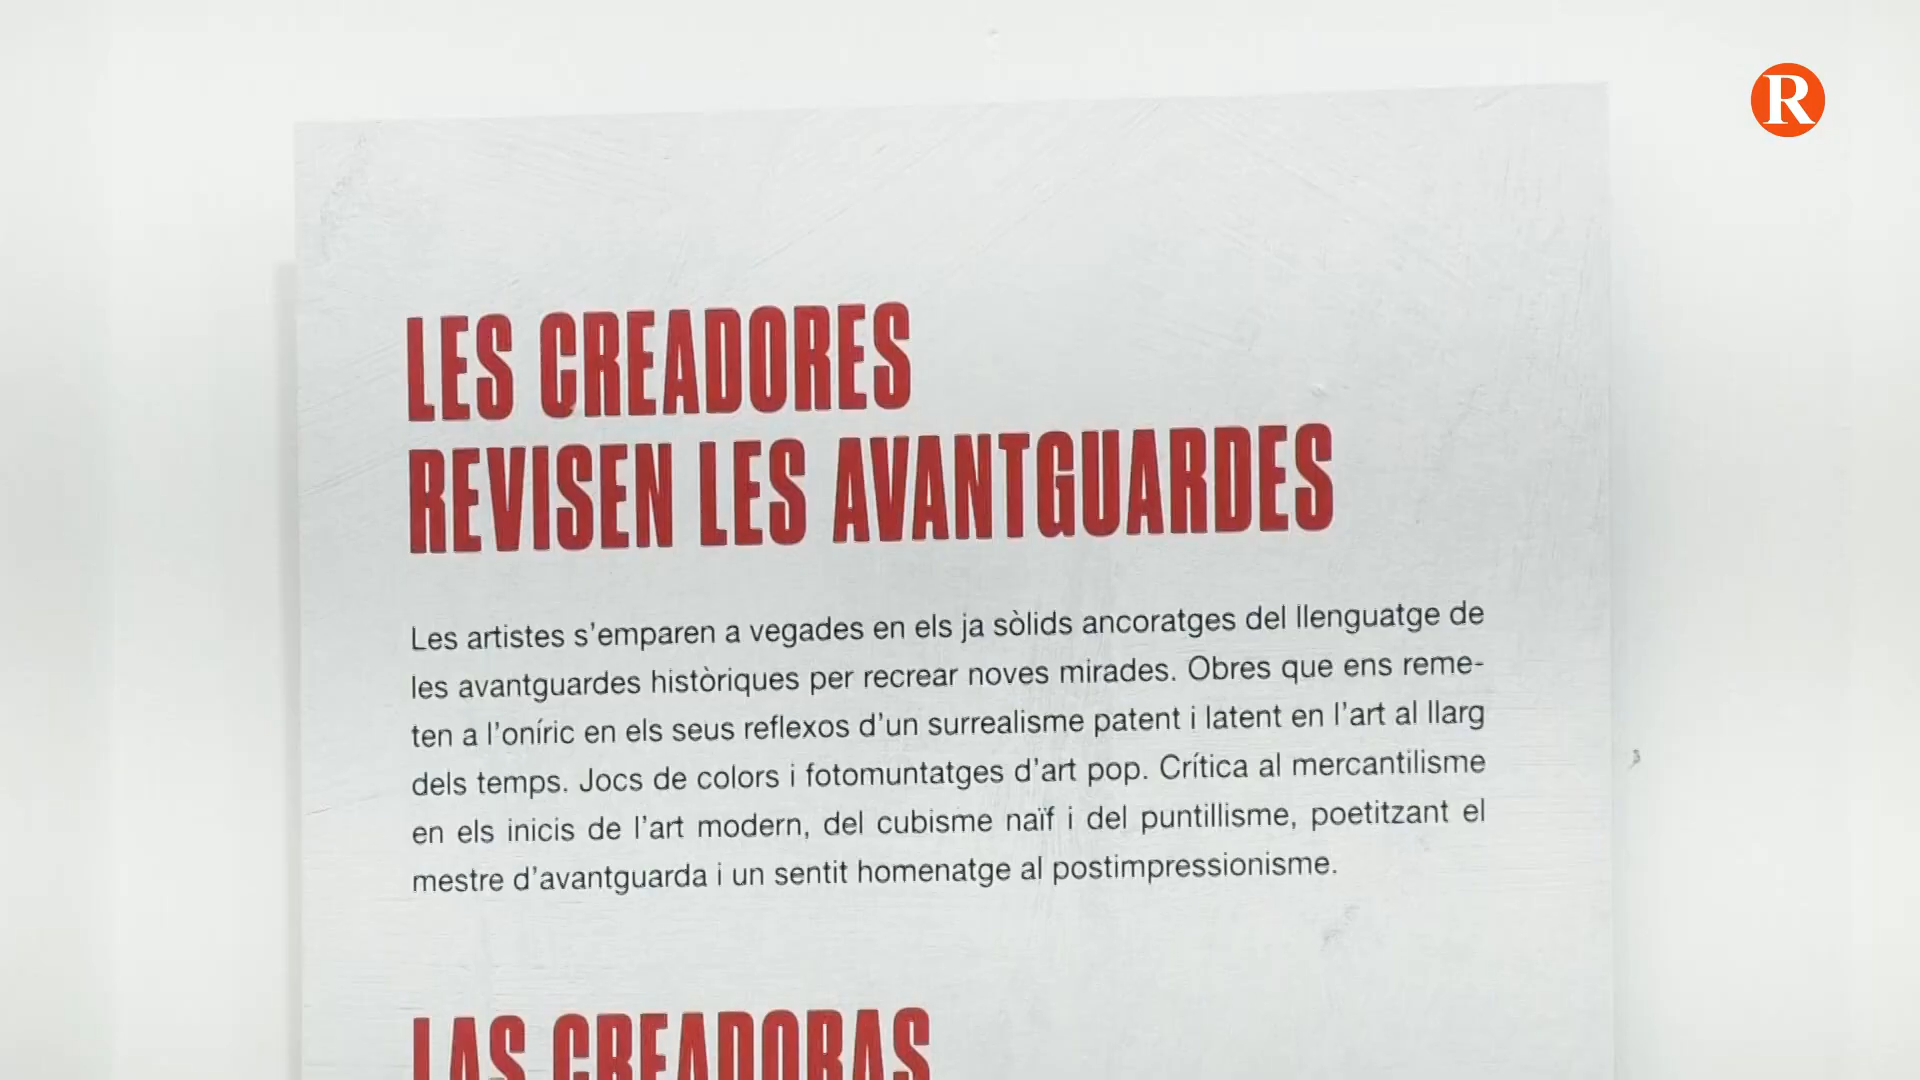 R
LES CREADORES
REVISEN LES AVANTGUARDES
Les artistes s'emparen a vegades en els ja sòlids ancoratges del llenguatge de
les avantguardes històriques per recrear noves mirades. Obres que ens reme-
ten a l'oníric en els seus reflexos d'un surrealisme patent i latent en l'art al llarg
dels temps. Jocs de colors i fotomuntatges d'art pop. Crítica al mercantilisme
en els inicis de l'art modern, del cubisme naïf i del puntillisme, poetitzant el
mestre d'avantguarda i un sentit homenatge al postimpressionisme.
LAS CREADORAS